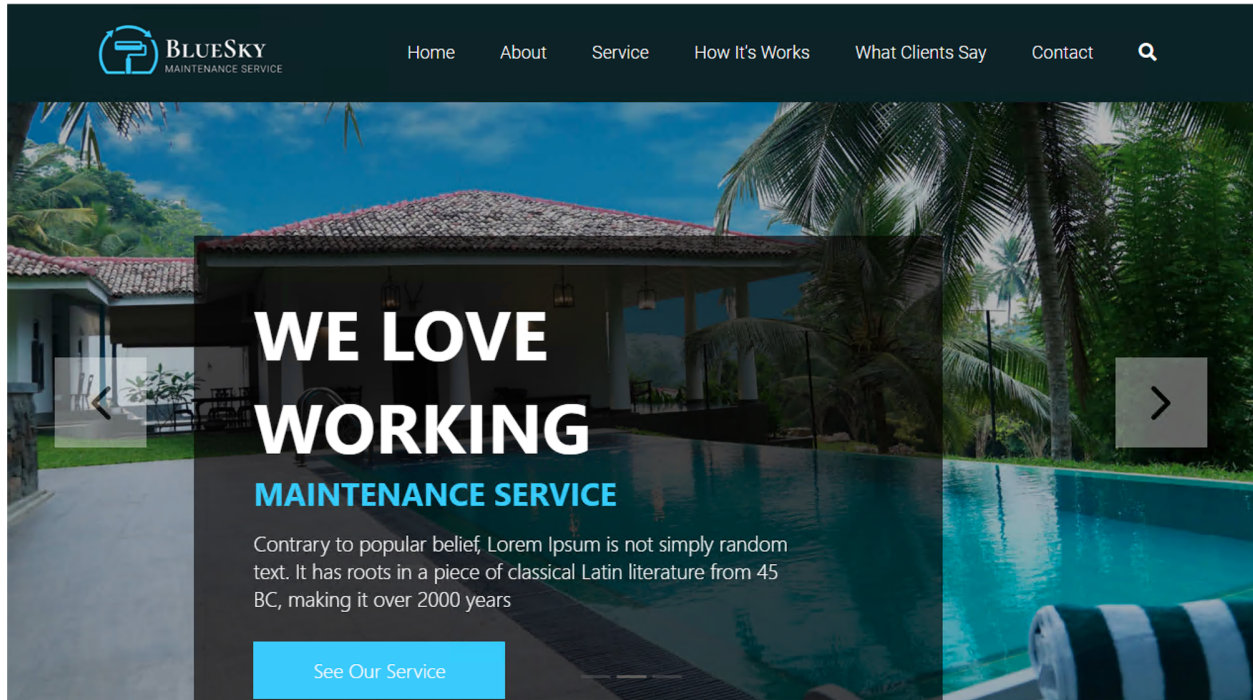 BLUESKY
MAINTENANCE SERVICE
Home About Service How It's Works What Clients Say Contact
WE LOVE
WORKING
MAINTENANCE SERVICE
Contrary to popular belief, Lorem Ipsum is not simply random
text. It has roots in a piece of classical Latin literature from 45
BC, making it over 2000 years
See Our Service